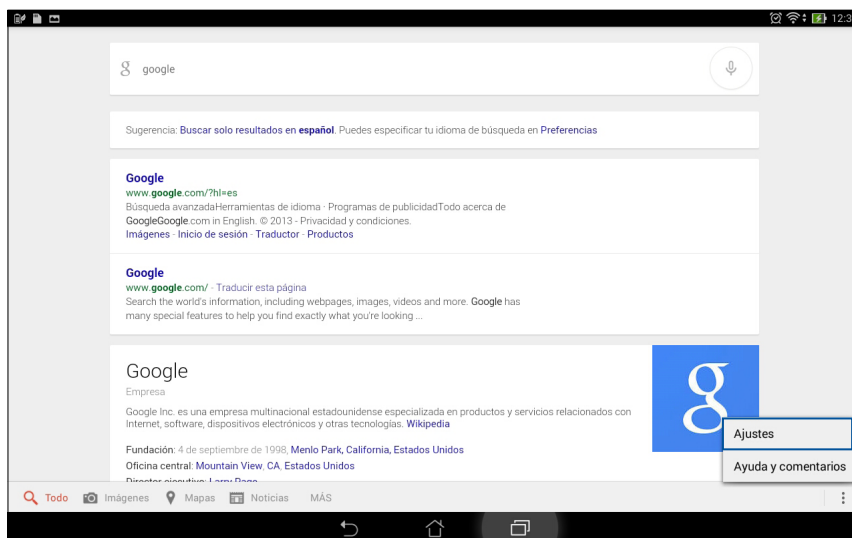 12:3
g google
Sugerencia: Buscar solo resultados en español. Puedes especificar tu idioma de búsqueda en Preferencias
Google
www.google.com/?hl=es
Búsqueda avanzadaHerramientas de idioma · Programas de publicidadTodo acerca de
GoogleGoogle.com in English. © 2013 - Privacidad y condiciones.
Imágenes - Inicio de sesión - Traductor - Productos
Google
www.google.com/ - Traducir esta página
Search the world's information, including webpages, images, videos and more. Google has
many special features to help you find exactly what you're looking ...
Google
Empresa
Google Inc. es una empresa multinacional estadounidense especializada en productos y servicios relacionados con
Internet, software, dispositivos electrónicos y otras tecnologías. Wikipedia
Fundación: 4 de septiembre de 1998, Menlo Park, California, Estados Unidos
Oficina central: Mountain View, CA, Estados Unidos
Director ejecutivo: Larry Page
g
Ajustes
Ayuda y comentarios
Todo Imágenes Mapas Noticias MÁS